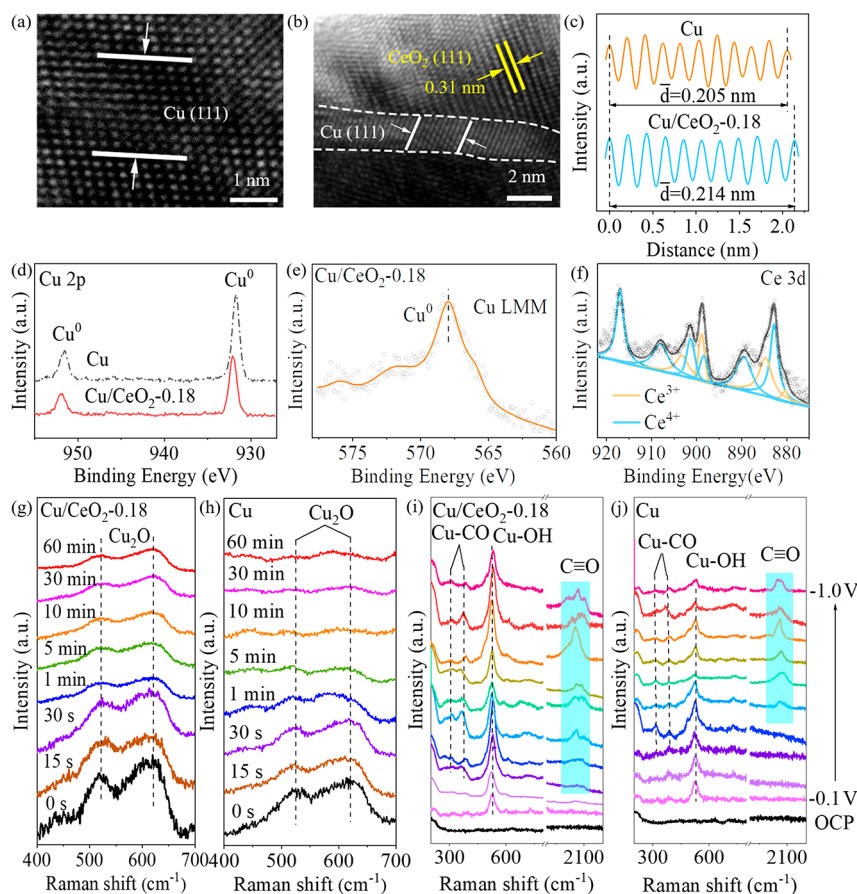 (a)
Cu (111)
1 nm
(b)
CeO2 (111)
0.31 nm
Cu (111)
2 nm
(c)
Intensity (a.u.)
Cu
d̅=0.205 nm
Cu/CeO2-0.18
d̅=0.214 nm
0.0 0.5 1.0 1.5 2.0
Distance (nm)
(d)
Intensity (a.u.)
Cu 2p
Cu⁰
Cu⁰
Cu
Cu/CeO2-0.18
950 940 930
Binding Energy (eV)
(e)
Intensity (a.u.)
Cu/CeO2-0.18
Cu⁰
Cu LMM
575 570 565 560
Binding Energy (eV)
(f)
Intensity (a.u.)
Ce 3d
Ce³⁺
Ce⁴⁺
920 910 900 890 880
Binding Energy(eV)
(g)
Intensity (a.u.)
Cu/CeO2-0.18
Cu2O
60 min
30 min
10 min
5 min
1 min
30 s
15 s
0 s
400 500 600 700
Raman shift (cm⁻¹)
(h)
Intensity (a.u.)
Cu
Cu2O
60 min
30 min
10 min
5 min
1 min
30 s
15 s
0 s
400 500 600 700
Raman shift (cm⁻¹)
(i)
Intensity (a.u.)
Cu/CeO2-0.18
Cu-CO
Cu-OH
C≡O
300 600 2100
Raman shift (cm⁻¹)
(j)
Intensity (a.u.)
Cu
Cu-CO
Cu-OH
C≡O
-1.0 V
-0.1 V
OCP
300 600 2100
Raman shift (cm⁻¹)